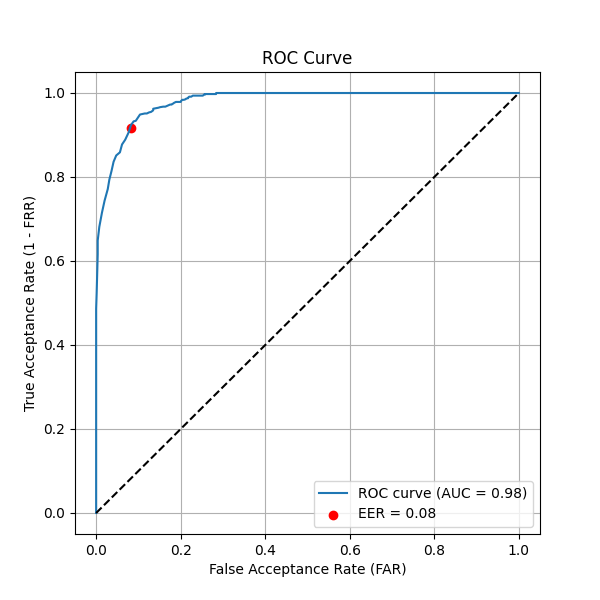 ROC Curve
True Acceptance Rate (1 - FRR)
1.0
0.8
0.6
0.4
0.2
0.0
ROC curve (AUC = 0.98)
EER = 0.08
0.0 0.2 0.4 0.6 0.8 1.0
False Acceptance Rate (FAR)